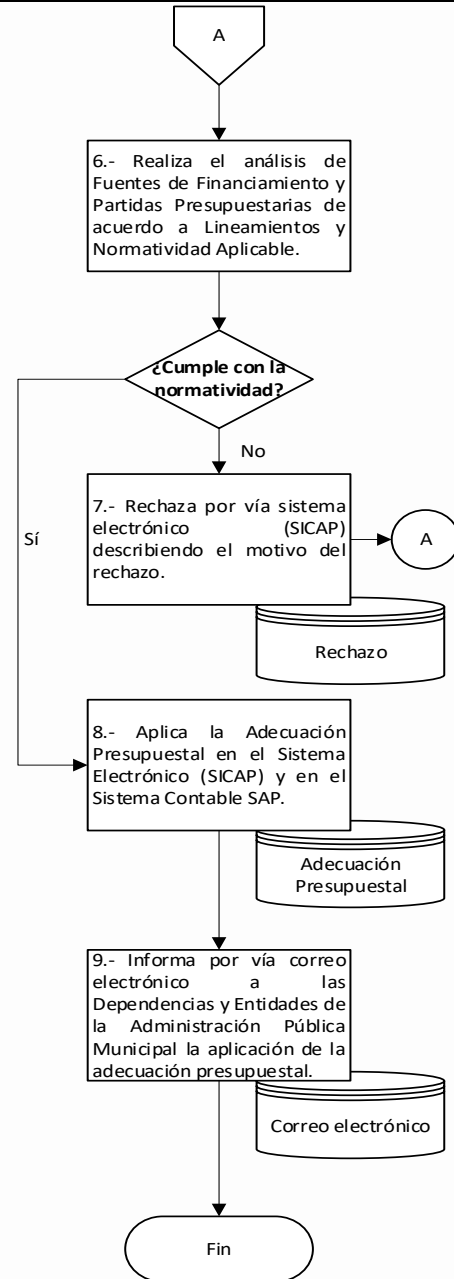 A
6.- Realiza el análisis de
Fuentes de Financiamiento y
Partidas Presupuestarias de
acuerdo a Lineamientos y
Normatividad Aplicable.
¿Cumple con la
normatividad?
No
Sí
7.- Rechaza por vía sistema
electrónico (SICAP)
describiendo el motivo del
rechazo.
A
Rechazo
8.- Aplica la Adecuación
Presupuestal en el Sistema
Electrónico (SICAP) y en el
Sistema Contable SAP.
Adecuación
Presupuestal
9.- Informa por vía correo
electrónico a las
Dependencias y Entidades de
la Administración Pública
Municipal la aplicación de la
adecuación presupuestal.
Correo electrónico
Fin